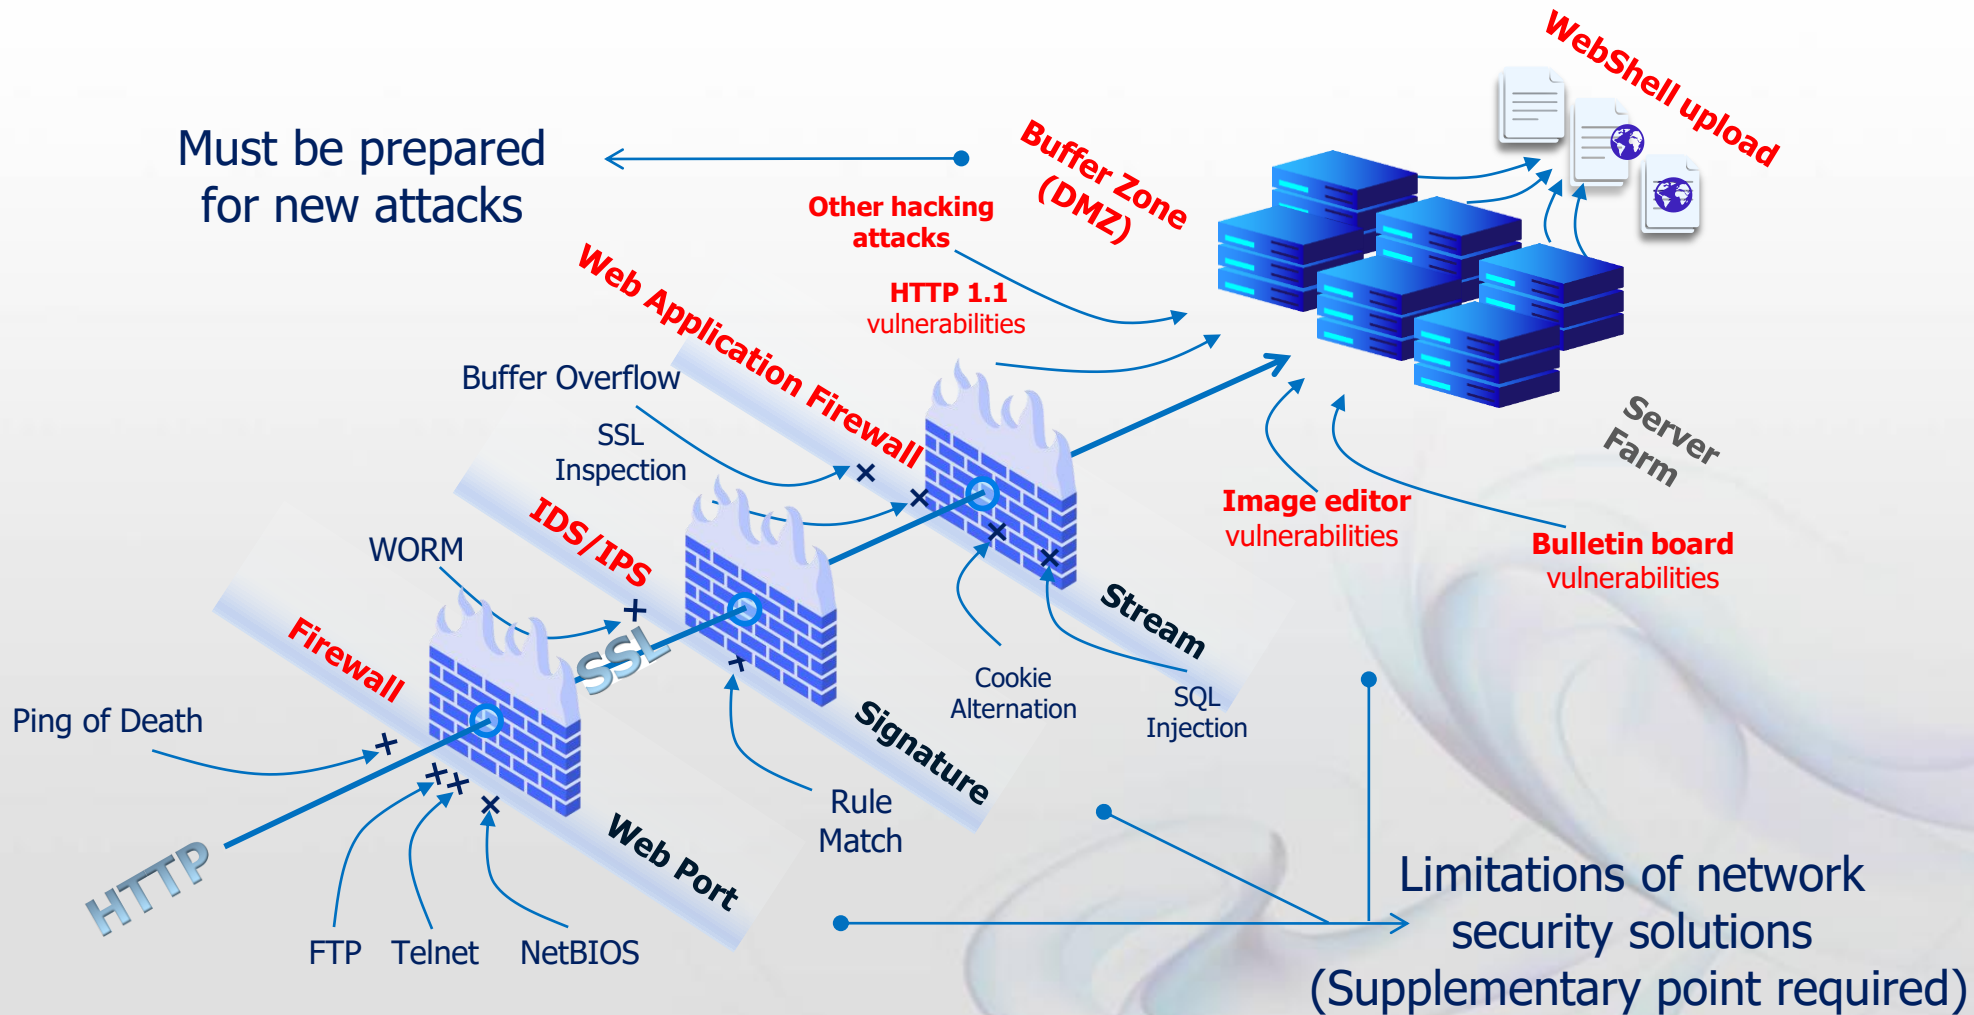 WebShell upload
Must be prepared
for new attacks
Buffer Zone
(DMZ)
Other hacking
attacks
HTTP 1.1
vulnerabilities
Web Application Firewall
Buffer Overflow
SSL
Inspection
Server
Farm
Image editor
vulnerabilities
Bulletin board
vulnerabilities
IDS/IPS
WORM
Stream
Firewall
SSL
Cookie
Alternation
SQL
Injection
Ping of Death
Signature
Rule
Match
HTTP
Web Port
FTP
Telnet
NetBIOS
Limitations of network
security solutions
(Supplementary point required)